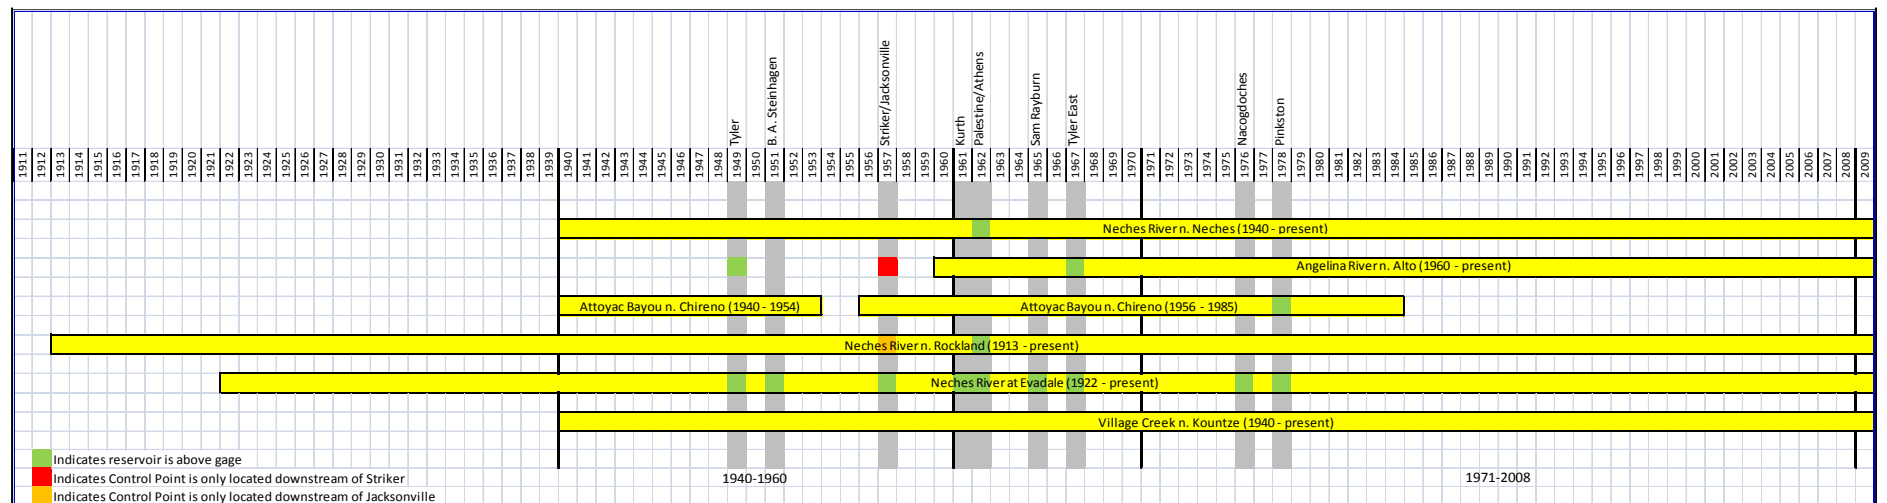 Tyler
B. A. Steinhagen
Striker/Jacksonville
Kurth
Palestine/Athens
Sam Rayburn
Tyler East
Nacogdoches
Pinkston
1911 1912 1913 1914 1915 1916 1917 1918 1919 1920 1921 1922 1923 1924 1925 1926 1927 1928 1929 1930 1931 1932 1933 1934 1935 1936 1937 1938 1939 1940 1941 1942 1943 1944 1945 1946 1947 1948 1949 1950 1951 1952 1953 1954 1955 1956 1957 1958 1959 1960 1961 1962 1963 1964 1965 1966 1967 1968 1969 1970 1971 1972 1973 1974 1975 1976 1977 1978 1979 1980 1981 1982 1983 1984 1985 1986 1987 1988 1989 1990 1991 1992 1993 1994 1995 1996 1997 1998 1999 2000 2001 2002 2003 2004 2005 2006 2007 2008 2009
Neches River n. Neches (1940 - present)
Angelina River n. Alto (1960 - present)
Attoyac Bayou n. Chireno (1940 - 1954) Attoyac Bayou n. Chireno (1956 - 1985)
Neches River n. Rockland (1913 - present)
Neches River at Evadale (1922 - present)
Village Creek n. Kountze (1940 - present)
Indicates reservoir is above gage
Indicates Control Point is only located downstream of Striker 1940-1960 1971-2008
Indicates Control Point is only located downstream of Jacksonville